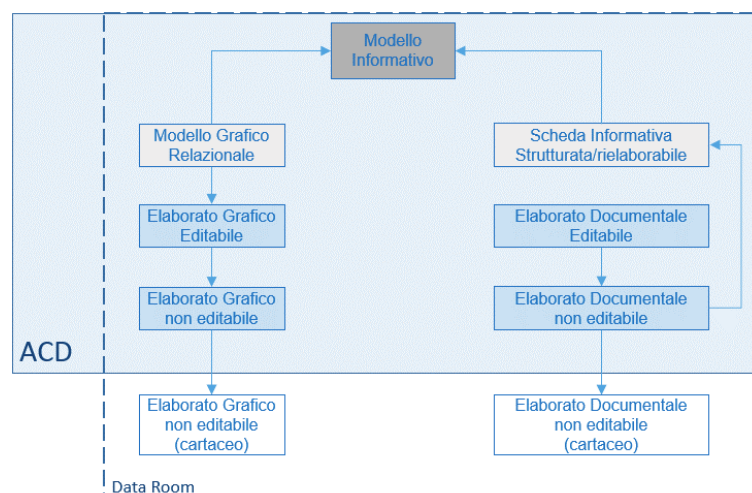 Modello
Informativo
Modello Grafico
Relazionale
Scheda Informativa
Strutturata/rielaborabile
Elaborato Grafico
Editabile
Elaborato Documentale
Editabile
Elaborato Grafico
non editabile
Elaborato Documentale
non editabile
ACD
Elaborato Grafico
non editabile
(cartaceo)
Elaborato Documentale
non editabile
(cartaceo)
Data Room